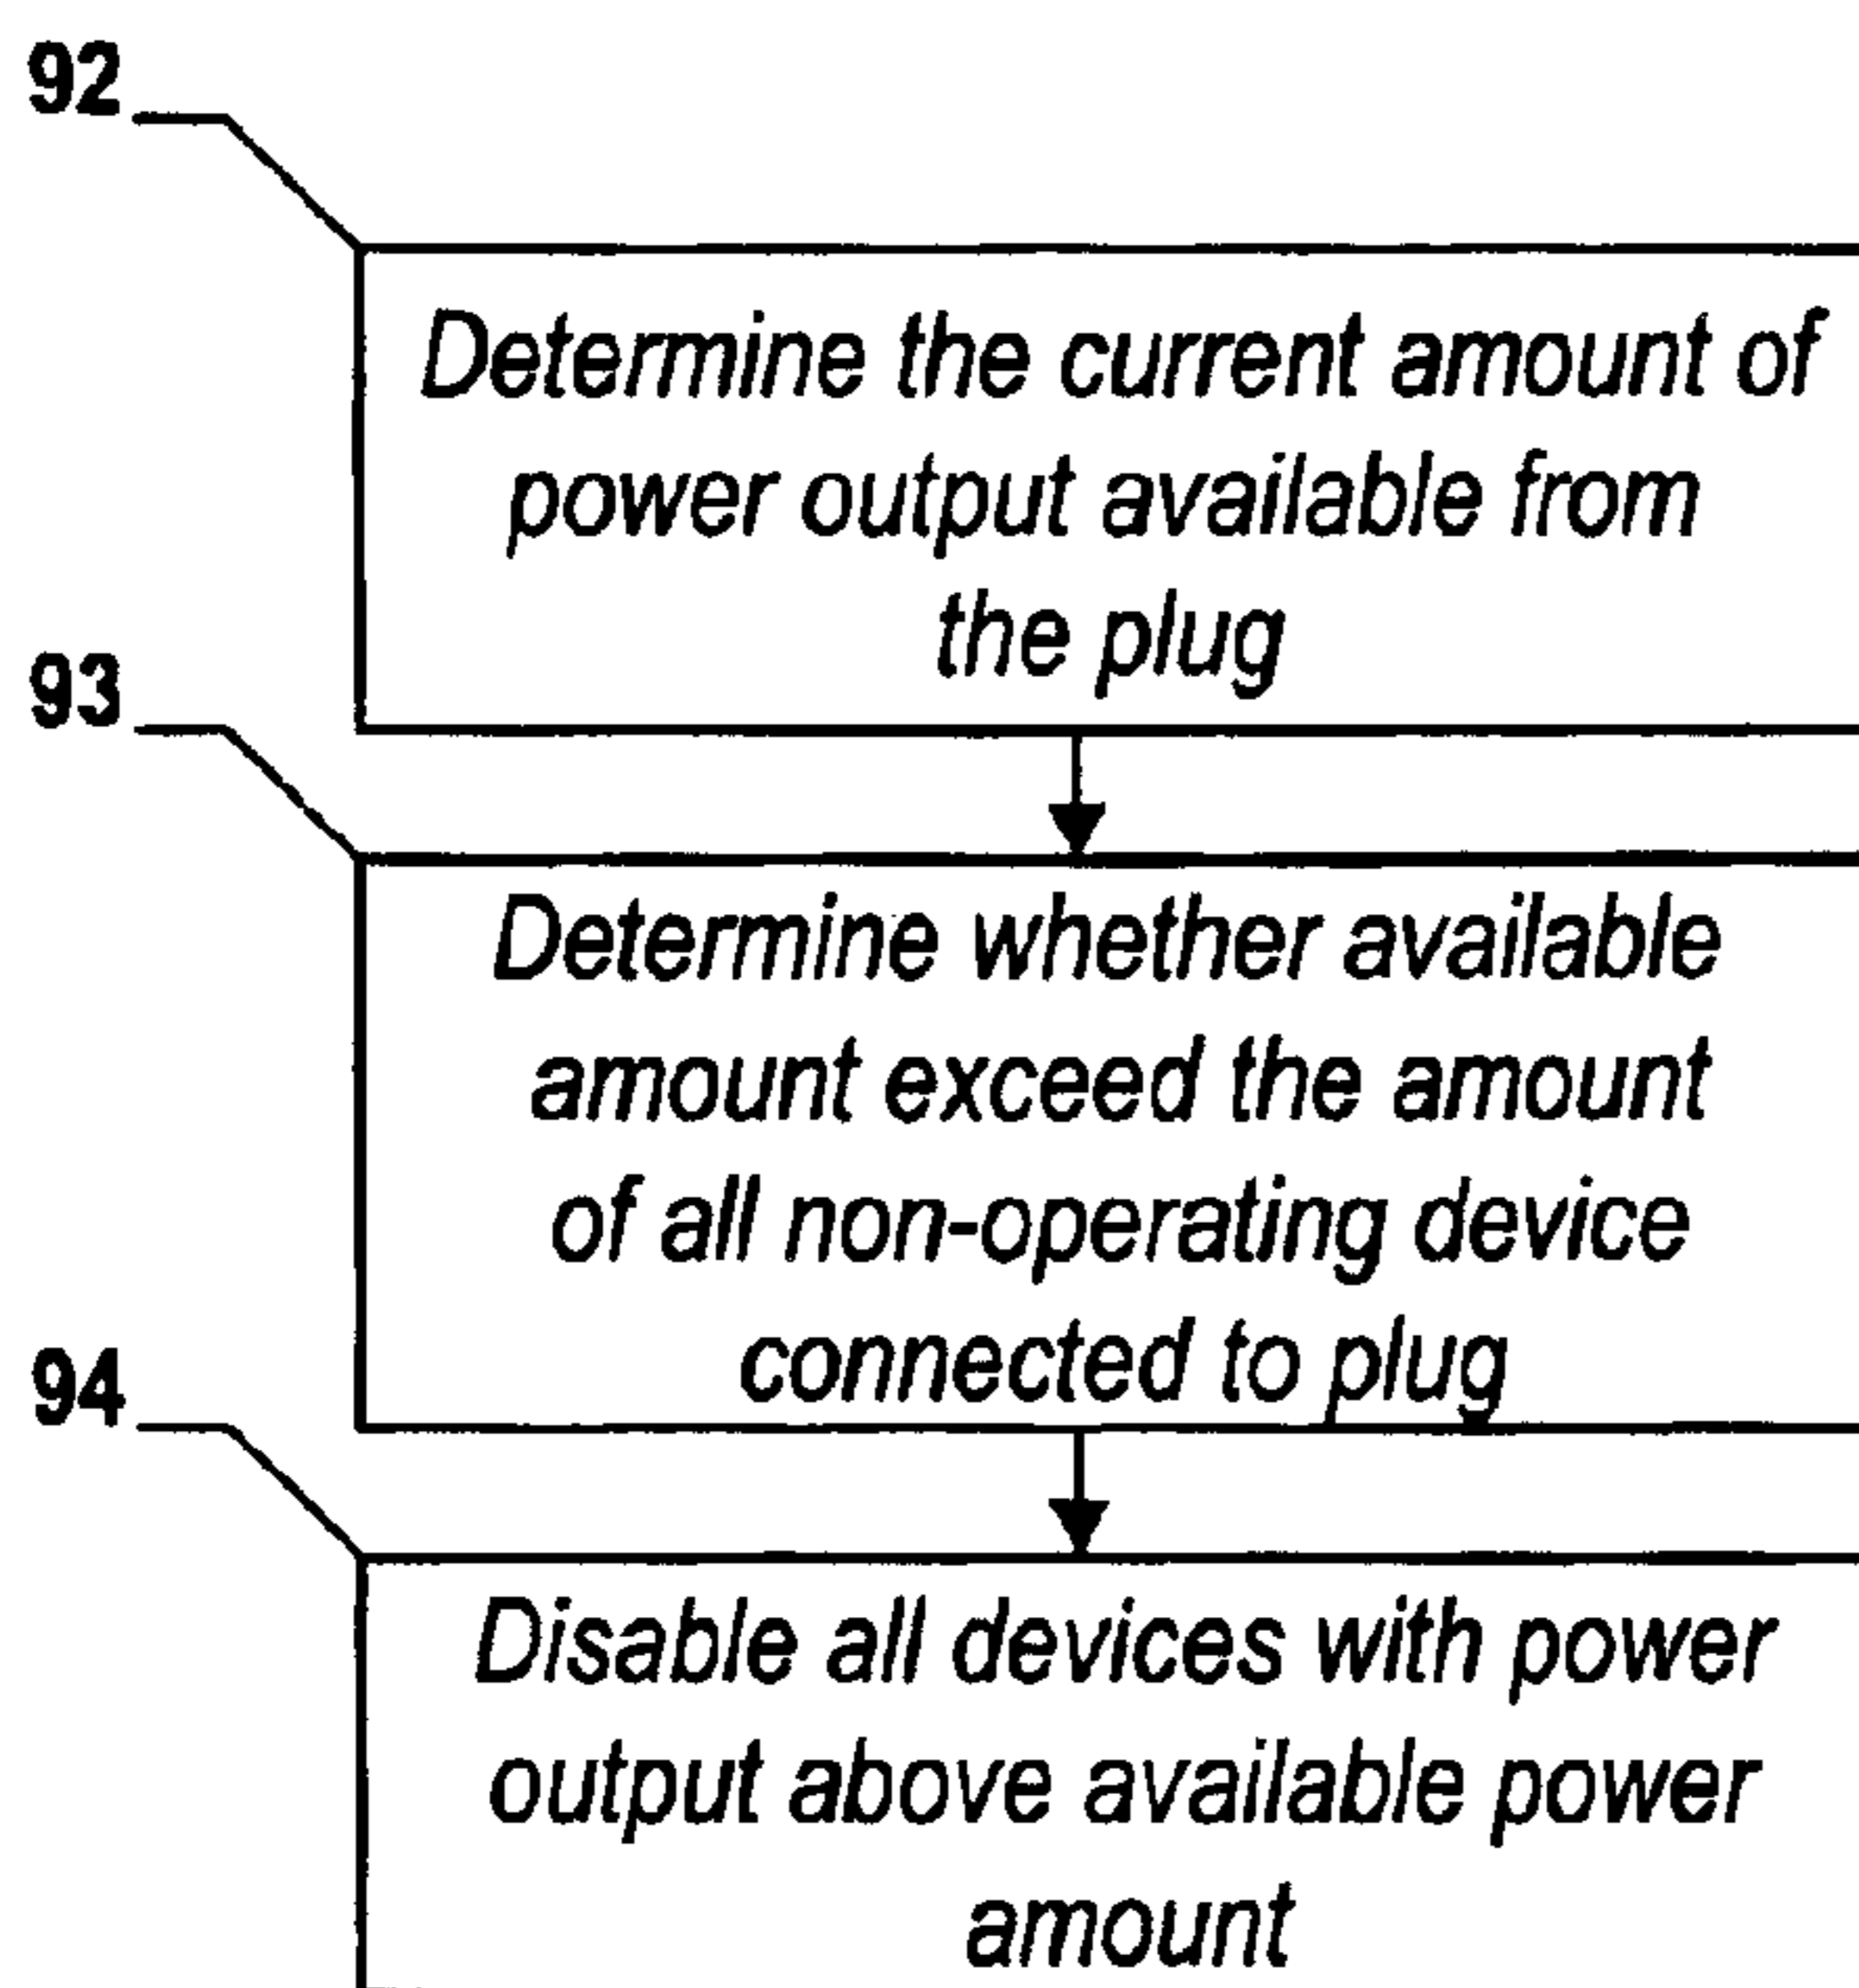 92
Determine the current amount of
power output available from
the plug
93
Determine whether available
amount exceed the amount
of all non-operating device
connected to plug
94
Disable all devices with power
output above available power
amount